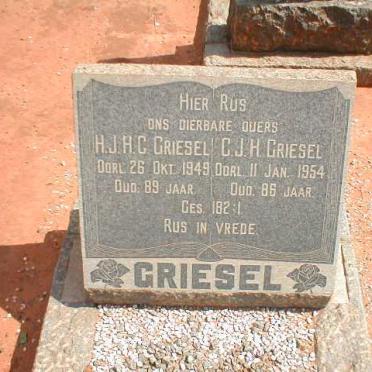 HIER RUS
ONS DIERBARE OUERS
H.J.H.C. GRIESEL C.J.H. GRIESEL
OORL. 26 OKT. 1949 OORL. 11 JAN. 1954
OUD. 89 JAAR. OUD. 86 JAAR.
GES. 182:1
RUS IN VREDE.
GRIESEL